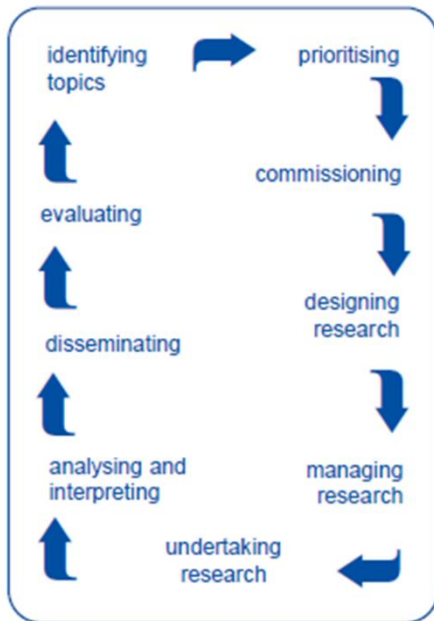 identifying
topics
prioritising
commissioning
designing
research
managing
research
undertaking
research
analysing and
interpreting
disseminating
evaluating